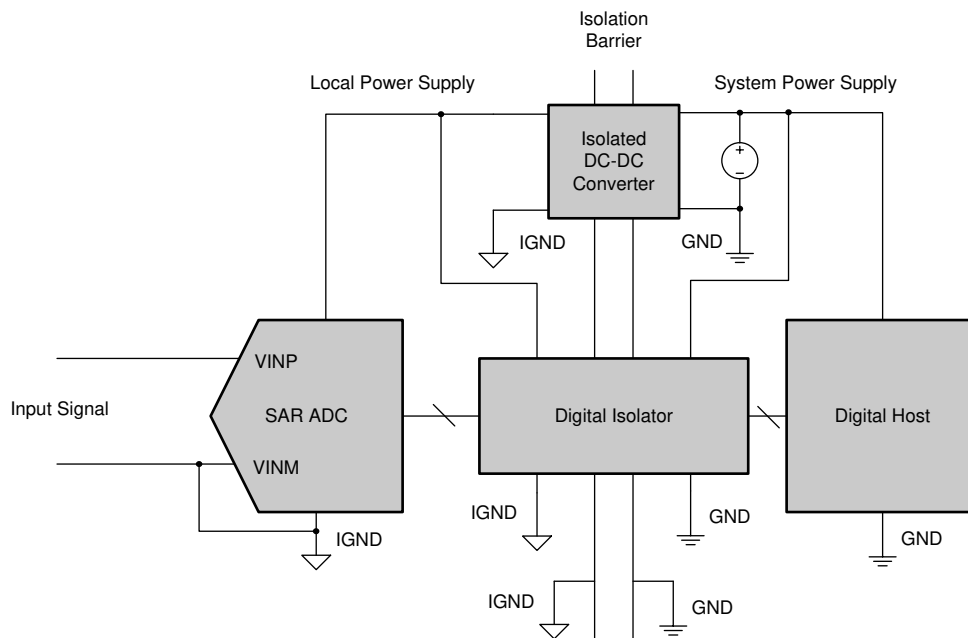 Isolation
Barrier
Local Power Supply
System Power Supply
Isolated
DC-DC
Converter
+
−
IGND
GND
VINP
Input Signal
SAR ADC
Digital Isolator
Digital Host
VINM
IGND
IGND
GND
GND
IGND
GND